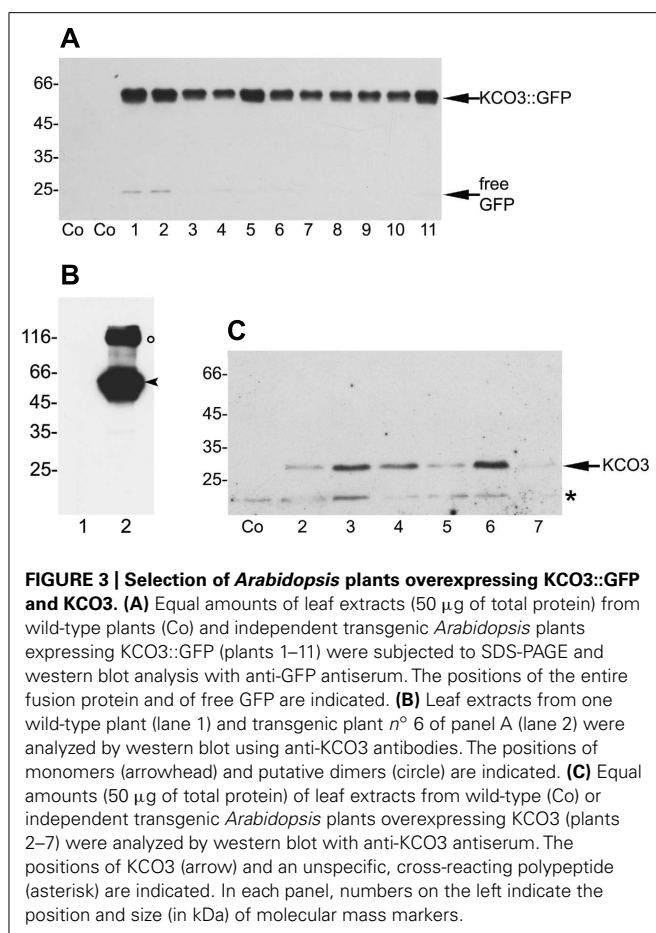 A
66-
45-
35-
25-
KCO3::GFP
free
GFP
Co Co 1 2 3 4 5 6 7 8 9 10 11
B
116-
66-
45-
35-
25-
1 2
C
66-
45-
35-
25-
KCO3
*
Co 2 3 4 5 6 7
FIGURE 3 | Selection of Arabidopsis plants overexpressing KCO3::GFP
and KCO3. (A) Equal amounts of leaf extracts (50 μg of total protein) from
wild-type plants (Co) and independent transgenic Arabidopsis plants
expressing KCO3::GFP (plants 1–11) were subjected to SDS-PAGE and
western blot analysis with anti-GFP antiserum. The positions of the entire
fusion protein and of free GFP are indicated. (B) Leaf extracts from one
wild-type plant (lane 1) and transgenic plant n° 6 of panel A (lane 2) were
analyzed by western blot using anti-KCO3 antibodies. The positions of
monomers (arrowhead) and putative dimers (circle) are indicated. (C) Equal
amounts (50 μg of total protein) of leaf extracts from wild-type (Co) or
independent transgenic Arabidopsis plants overexpressing KCO3 (plants
2–7) were analyzed by western blot with anti-KCO3 antiserum. The
positions of KCO3 (arrow) and an unspecific, cross-reacting polypeptide
(asterisk) are indicated. In each panel, numbers on the left indicate the
position and size (in kDa) of molecular mass markers.